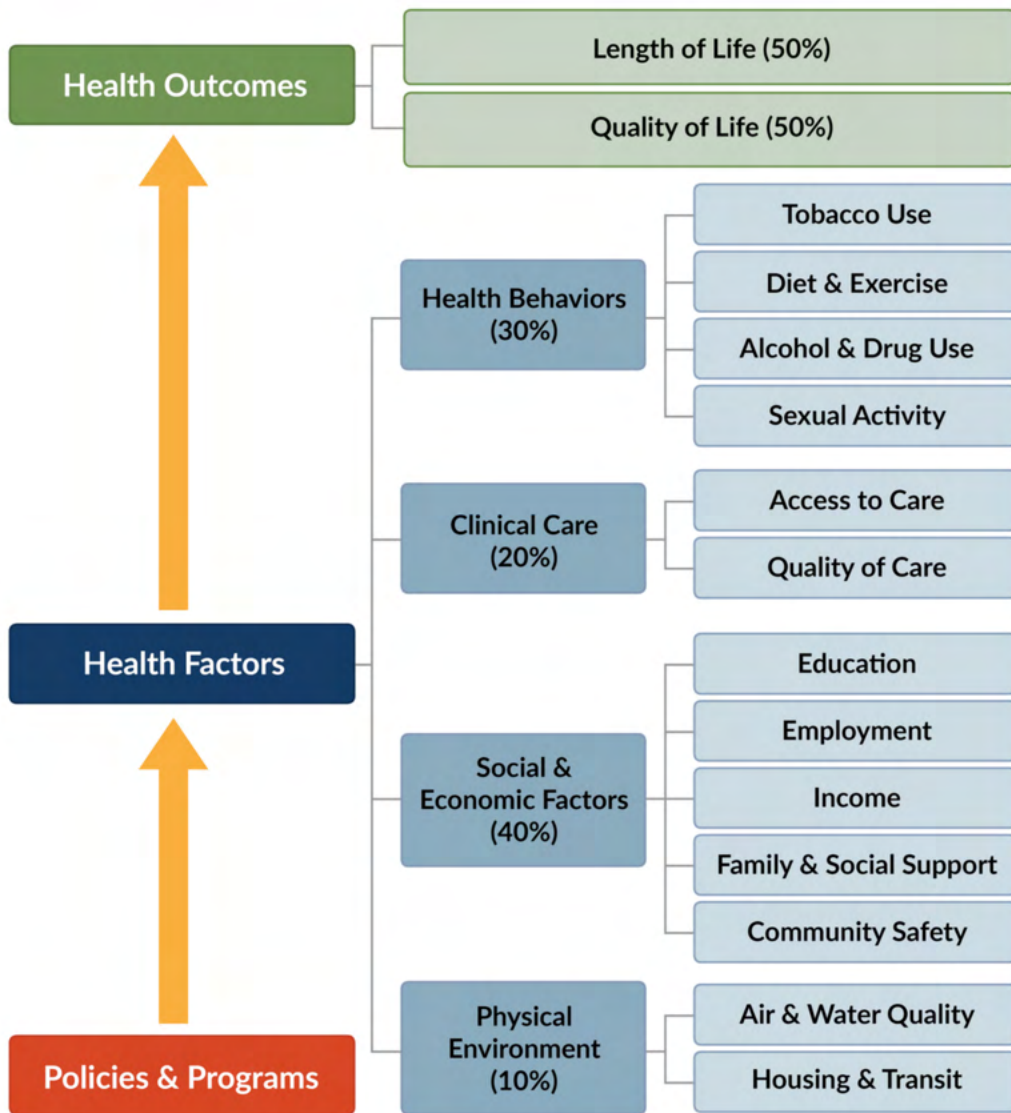 Health Outcomes
Length of Life (50%)
Quality of Life (50%)
Health Factors
Health Behaviors
(30%)
Tobacco Use
Diet & Exercise
Alcohol & Drug Use
Sexual Activity
Clinical Care
(20%)
Access to Care
Quality of Care
Social &
Economic Factors
(40%)
Education
Employment
Income
Family & Social Support
Community Safety
Physical
Environment
(10%)
Air & Water Quality
Housing & Transit
Policies & Programs